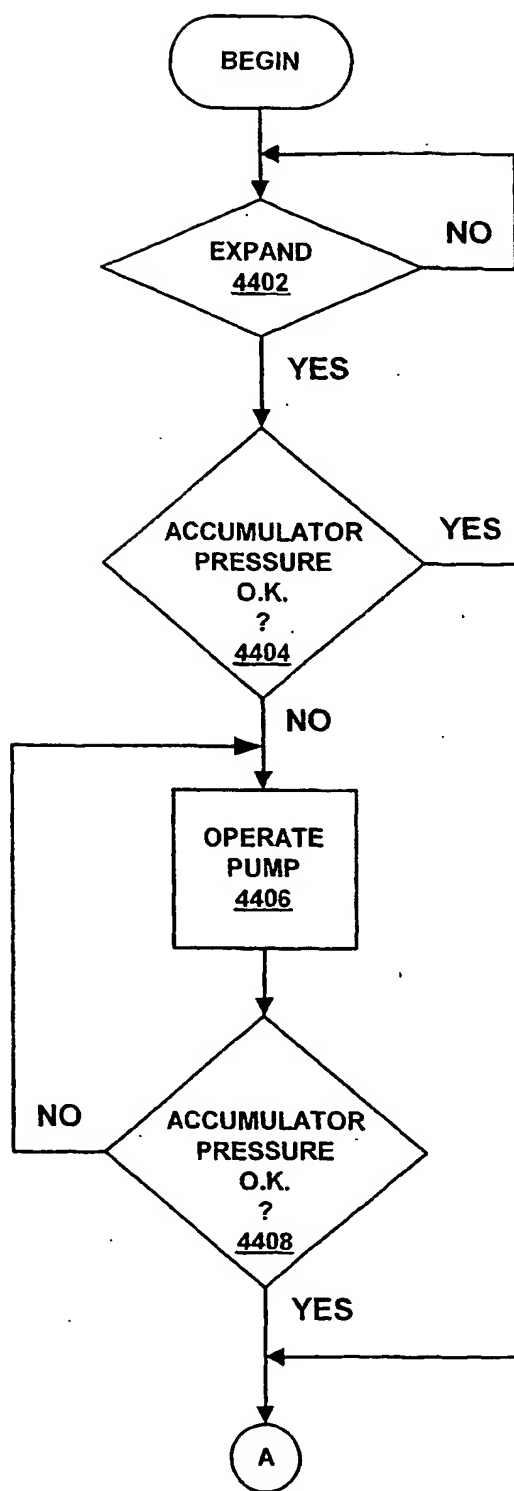 BEGIN
NO
EXPAND
4402
YES
ACCUMULATOR
PRESSURE
O.K.
?
4404
YES
NO
OPERATE
PUMP
4406
NO
ACCUMULATOR
PRESSURE
O.K.
?
4408
YES
A